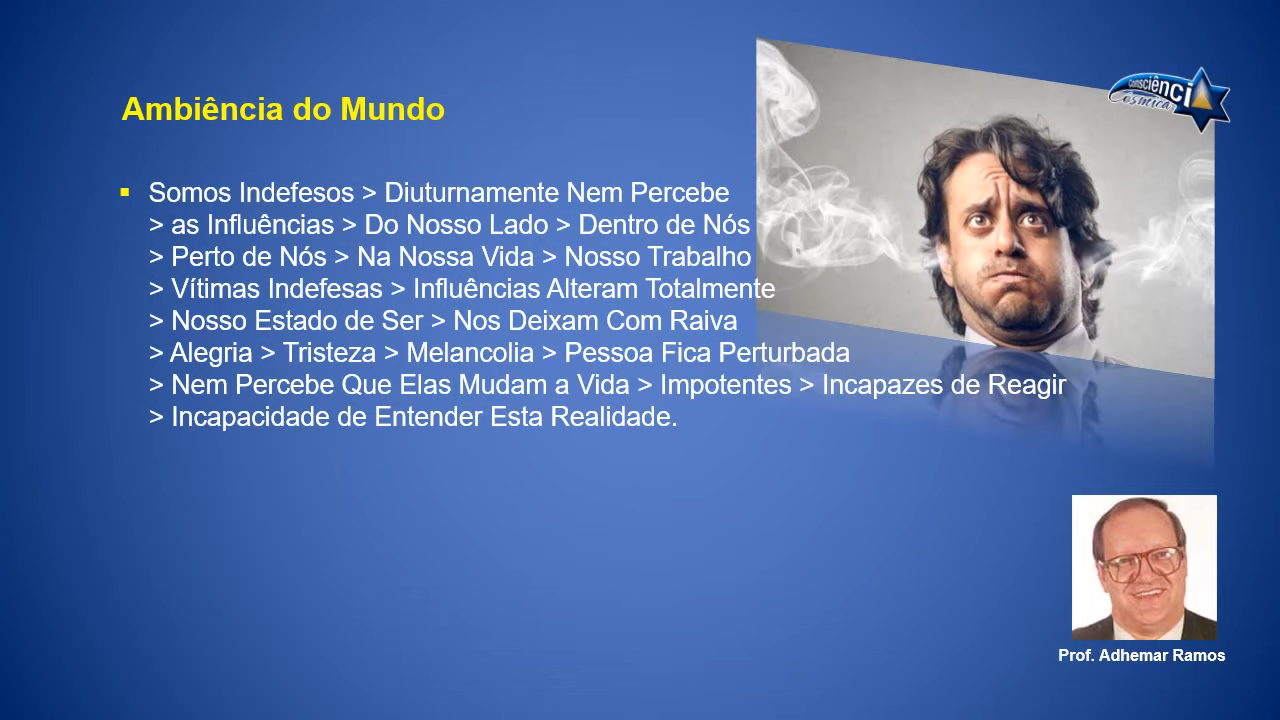 Ambiência do Mundo
consciênci
Cósmica
▪ Somos Indefesos > Diuturnamente Nem Percebe
> as Influências > Do Nosso Lado > Dentro de Nós
> Perto de Nós > Na Nossa Vida > Nosso Trabalho
> Vítimas Indefesas > Influências Alteram Totalmente
> Nosso Estado de Ser > Nos Deixam Com Raiva
> Alegria > Tristeza > Melancolia > Pessoa Fica Perturbada
> Nem Percebe Que Elas Mudam a Vida > Impotentes > Incapazes de Reagir
> Incapacidade de Entender Esta Realidade.
Prof. Adhemar Ramos